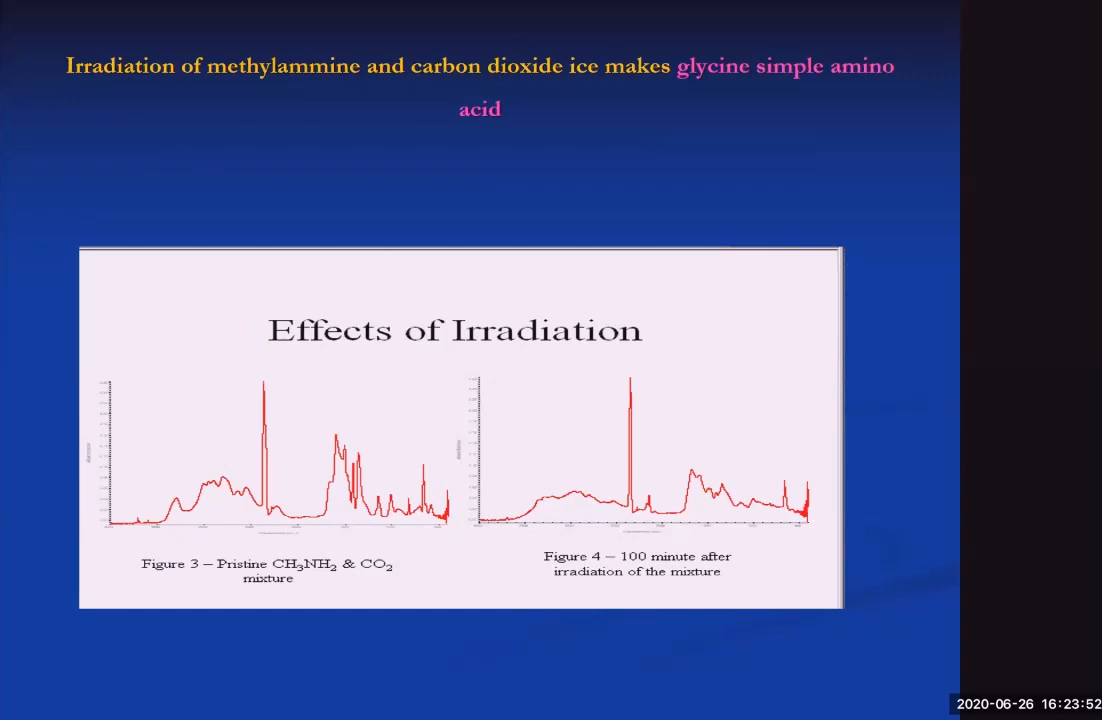 Irradiation of methylammine and carbon dioxide ice makes glycine simple amino
acid
Effects of Irradiation
Figure 3 – Pristine CH₃NH₂ & CO₂
mixture
Figure 4 – 100 minute after
irradiation of the mixture
2020-06-26 16:23:52